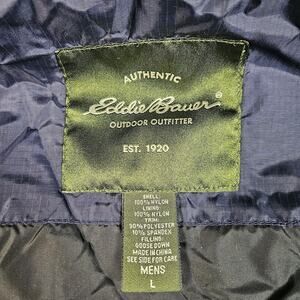 AUTHENTIC
Eddie Bauer®
OUTDOOR OUTFITTER
EST. 1920
SHELL:
100% NYLON
LINING:
100% NYLON
TRIM:
90% POLYESTER
10% SPANDEX
FILLING:
GOOSE DOWN
MADE IN CHINA
SEE SIDE FOR CARE
MENS
L